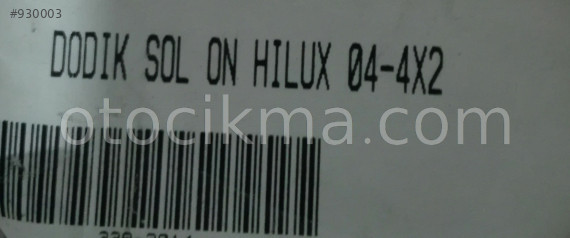 #930003
DODIK SOL ON HILUX 04-4X2
otocikma.com